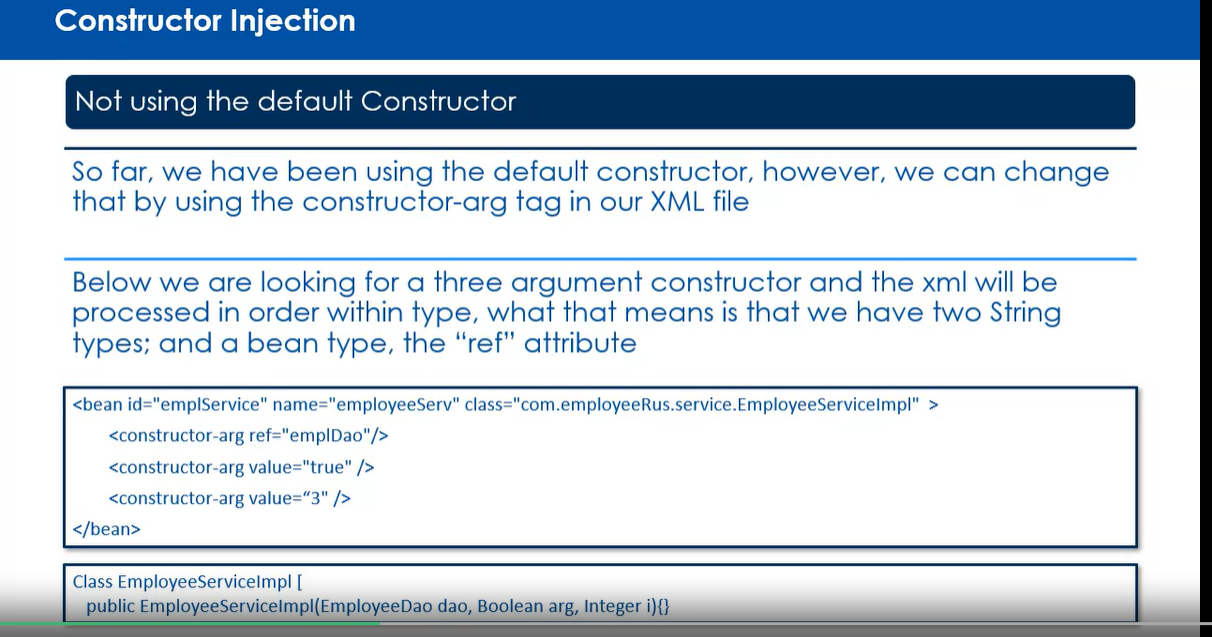 Constructor Injection
Not using the default Constructor
So far, we have been using the default constructor, however, we can change
that by using the constructor-arg tag in our XML file
Below we are looking for a three argument constructor and the xml will be
processed in order within type, what that means is that we have two String
types; and a bean type, the “ref” attribute
<bean id="emplService" name="employeeServ" class="com.employeeRus.service.EmployeeServiceImpl" >
<constructor-arg ref="emplDao"/>
<constructor-arg value="true" />
<constructor-arg value=“3" />
</bean>
Class EmployeeServiceImpl [
public EmployeeServiceImpl(EmployeeDao dao, Boolean arg, Integer i){}